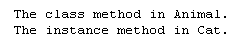 The class method in Animal.
The instance method in Cat.